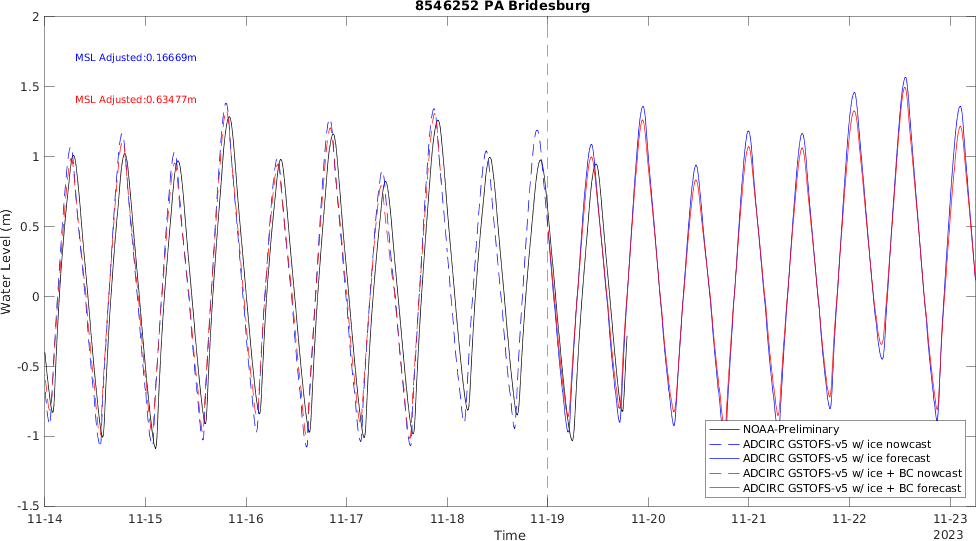 8546252 PA Bridesburg
MSL Adjusted:0.16669m
MSL Adjusted:0.63477m
Water Level (m)
2
1.5
1
0.5
0
-0.5
-1
-1.5
NOAA-Preliminary
ADCIRC GSTOFS-v5 w/ ice nowcast
ADCIRC GSTOFS-v5 w/ ice forecast
ADCIRC GSTOFS-v5 w/ ice + BC nowcast
ADCIRC GSTOFS-v5 w/ ice + BC forecast
11-14 11-15 11-16 11-17 11-18 11-19 11-20 11-21 11-22 11-23
2023
Time